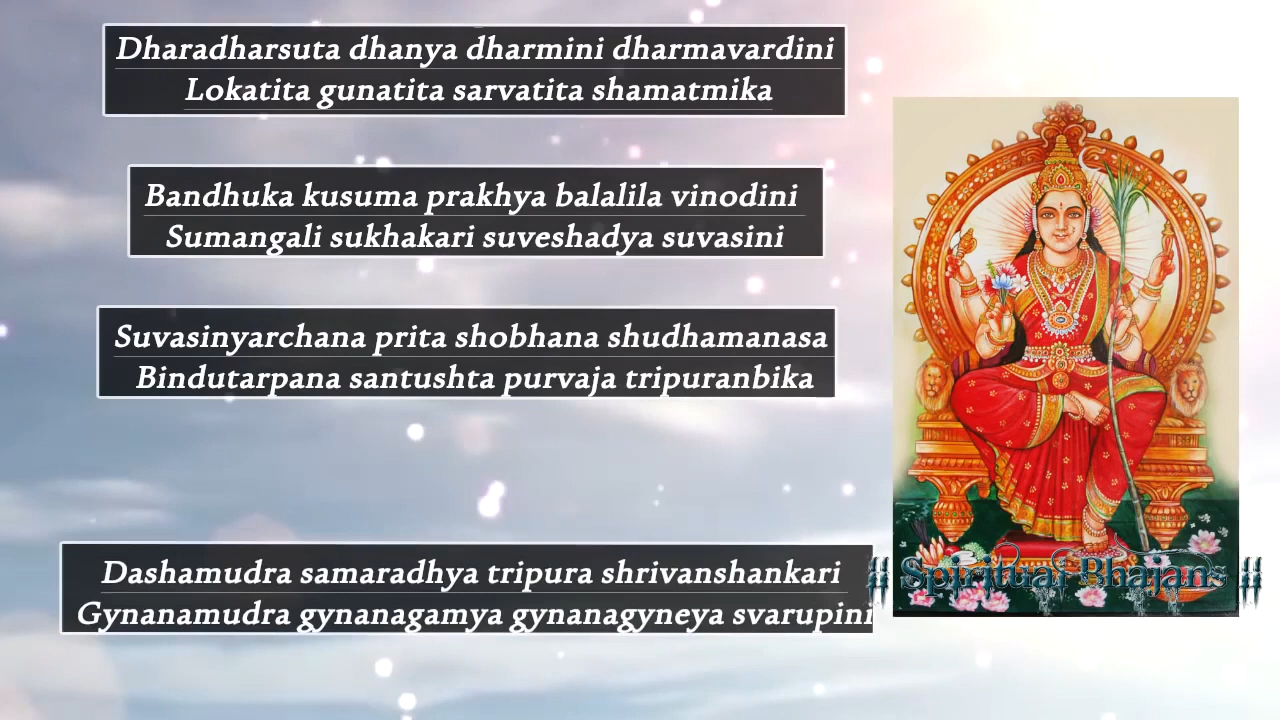 Dharadharsuta dhanya dharmini dharmavardini
Lokatita gunatita sarvatita shamatmika
Bandhuka kusuma prakhya balalila vinodini
Sumangali sukhakari suveshadya suvasini
Suvasinyarchana prita shobhana shudhamanasa
Bindutarpana santushta purvaja tripuranbika
Dashamudra samaradhya tripura shrivanshankari
Gynanamudra gynanagamya gynanagyneya svarupini
|| Spiritual Bhajans ||